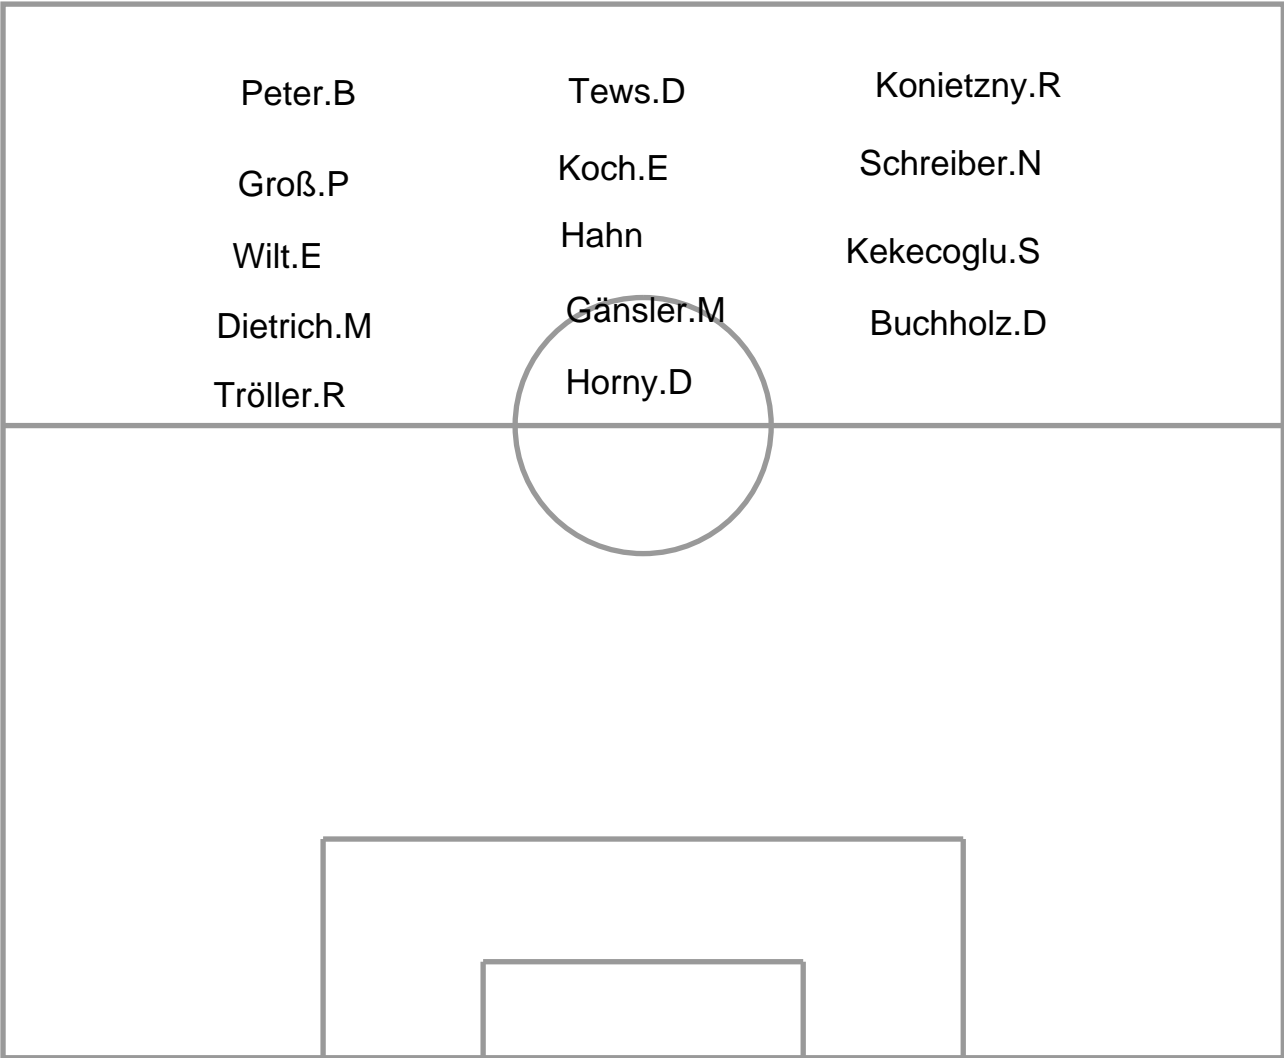 Peter.B
Groß.P
Wilt.E
Dietrich.M
Tröller.R
Tews.D
Koch.E
Hahn
Gänsler.M
Horny.D
Konietzny.R
Schreiber.N
Kekecoglu.S
Buchholz.D